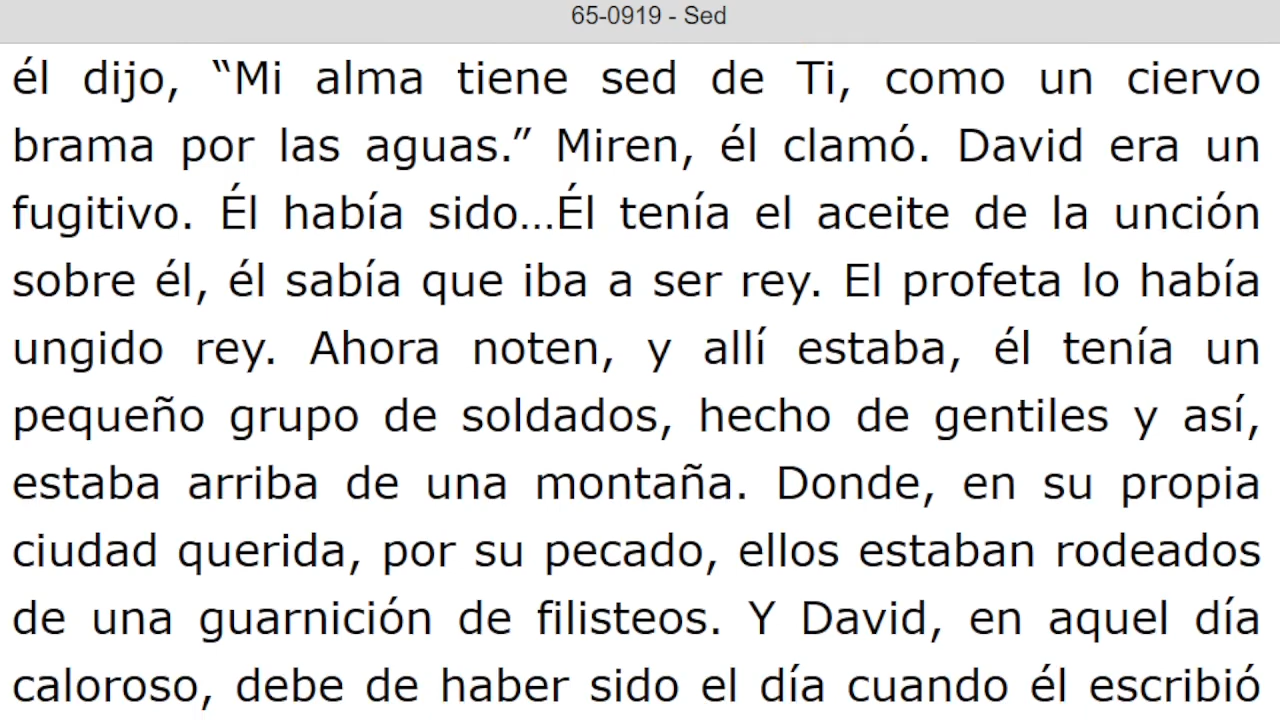 65-0919 - Sed
él dijo, “Mi alma tiene sed de Ti, como un ciervo
brama por las aguas.” Miren, él clamó. David era un
fugitivo. Él había sido...Él tenía el aceite de la unción
sobre él, él sabía que iba a ser rey. El profeta lo había
ungido rey. Ahora noten, y allí estaba, él tenía un
pequeño grupo de soldados, hecho de gentiles y así,
estaba arriba de una montaña. Donde, en su propia
ciudad querida, por su pecado, ellos estaban rodeados
de una guarnición de filisteos. Y David, en aquel día
caloroso, debe de haber sido el día cuando él escribió